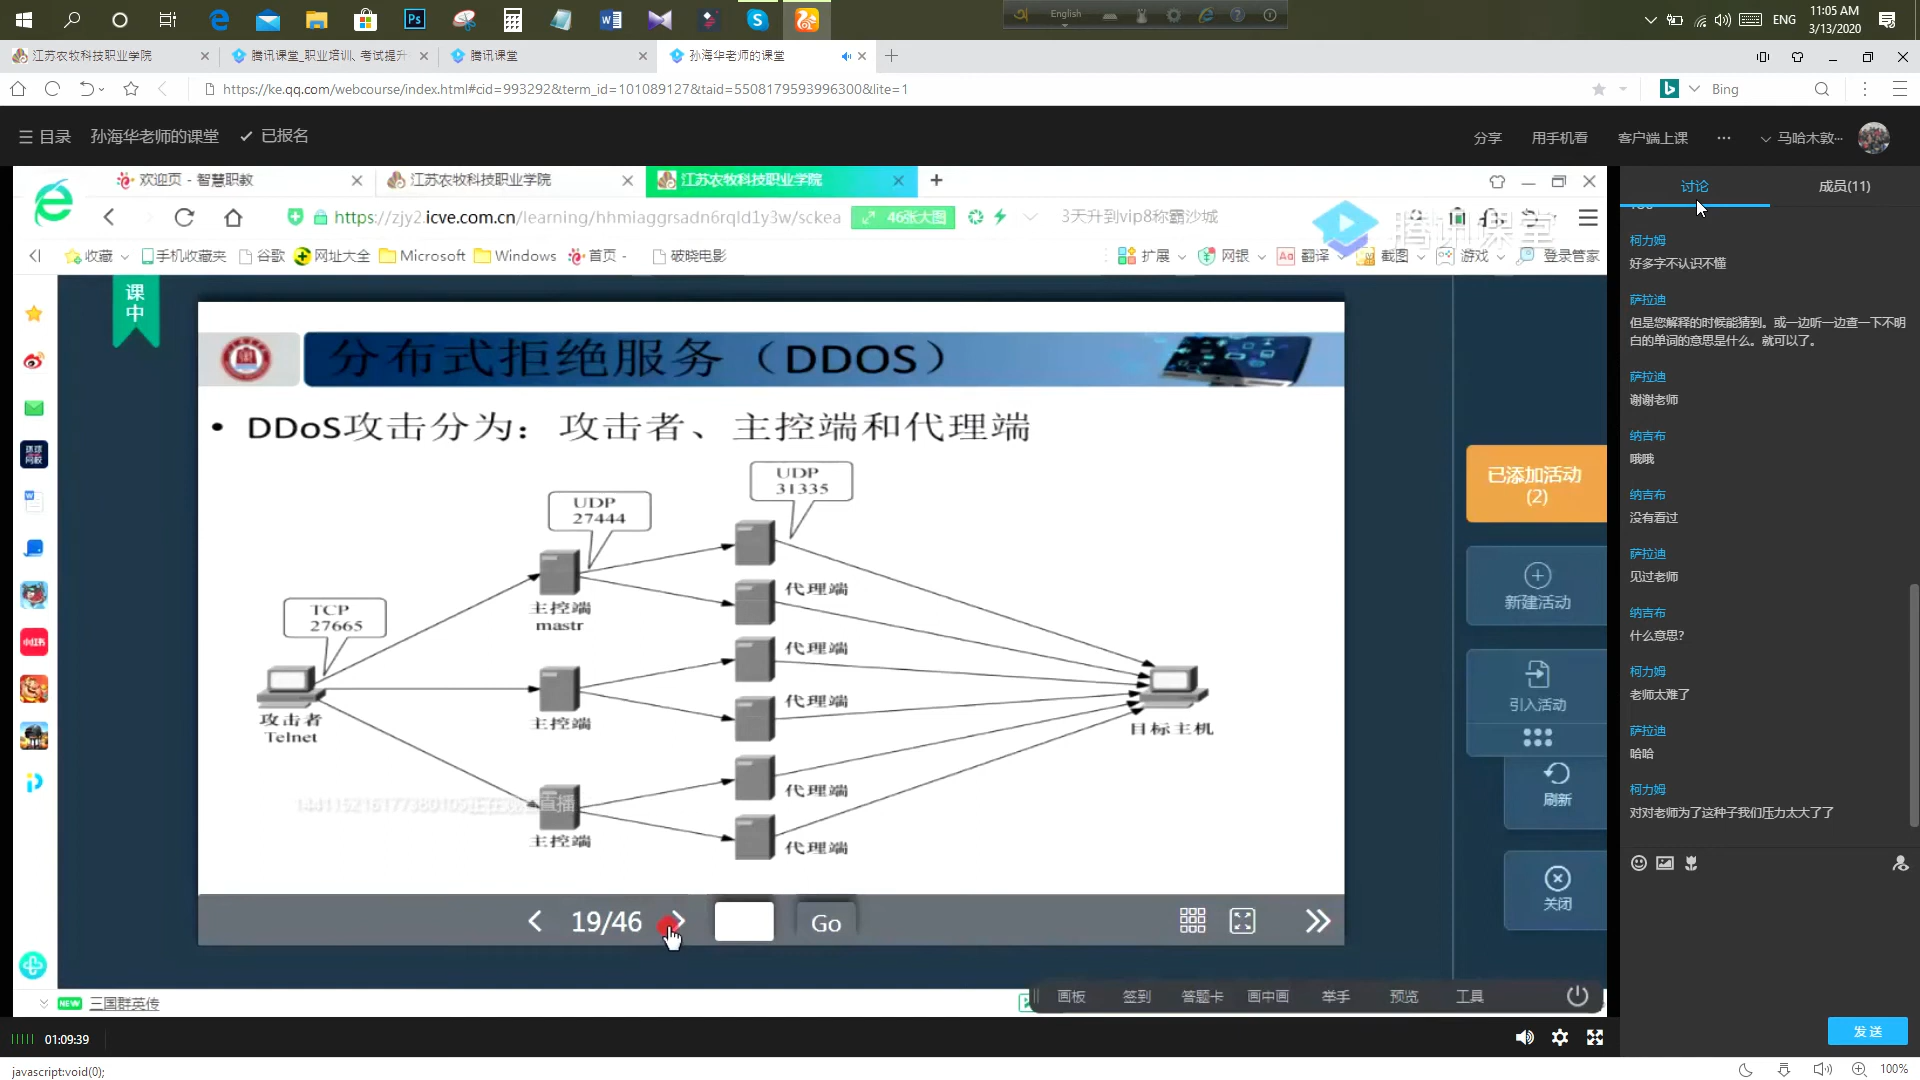 English
ENG
11:05 AM
3/13/2020
江苏农牧科技职业学院
腾讯课堂_职业培训、考试提升
腾讯课堂
孙海华老师的课堂
https://ke.qq.com/webcourse/index.html#cid=993292&term_id=101089127&taid=5508179593996300&lite=1
Bing
目录
孙海华老师的课堂
已报名
分享
用手机看
客户端上课
马哈木敦...
欢迎页 - 智慧职教
江苏农牧科技职业学院
江苏农牧科技职业学院
https://zjy2.icve.com.cn/learning/hhmiaggrsadn6rqld1y3w/sckea
46张大图
3天升到vip8称霸沙城
腾讯课堂
收藏
手机收藏夹
谷歌
网址大全
Microsoft
Windows
首页 -
破晓电影
扩展
网银
翻译
截图
游戏
登录管家
课
中
分布式拒绝服务（DDOS）
• DDoS攻击分为：攻击者、主控端和代理端
UDP
31335
UDP
27444
TCP
27665
主控端
mastr
主控端
主控端
代理端
代理端
代理端
代理端
代理端
攻击者
Telnet
目标主机
19/46
Go
已添加活动
(2)
新建活动
引入活动
刷新
关闭
NEW
三国群英传
画板
签到
答题卡
画中画
举手
预览
工具
01:09:39
讨论
成员(11)
柯力姆
好多字不认识不懂
萨拉迪
但是您解释的时候能猜到。或一边听一边查一下不明
白的单词的意思是什么。就可以了。
萨拉迪
谢谢老师
纳吉布
哦哦
纳吉布
没有看过
萨拉迪
见过老师
纳吉布
什么意思?
柯力姆
老师太难了
萨拉迪
哈哈
柯力姆
对对老师为了这种子我们压力太大了了
发送
javascript:void(0);
100%